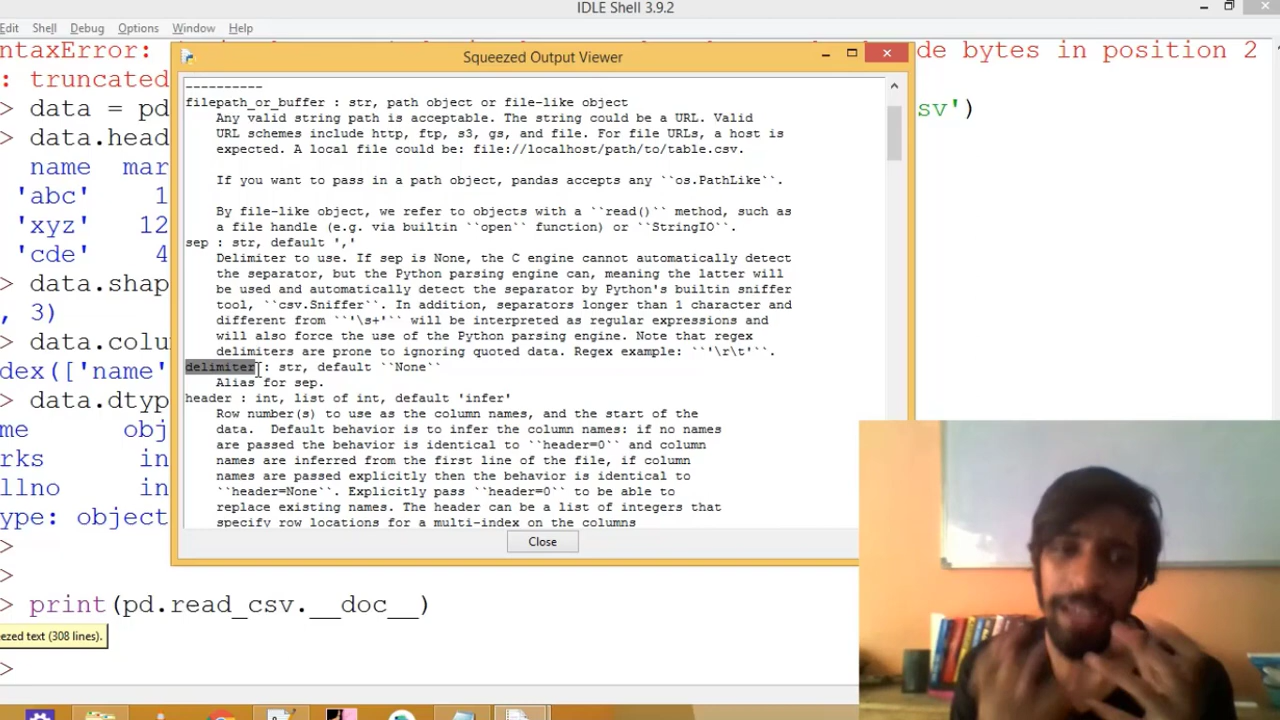 IDLE Shell 3.9.2
Edit Shell Debug Options Window Help
ntaxError:
de bytes in position 2
: truncated
> data = pd
sv')
> data.head
name mar
'abc' 1
'xyz' 12
'cde' 4
> data.shap
, 3)
> data.colu
dex(['name'
> data.dtyp
me obj
rks in
llno in
ype: object
>
>
> print(pd.read_csv.__doc__)
ezed text (308 lines).
>
Squeezed Output Viewer
----------
filepath_or_buffer : str, path object or file-like object
Any valid string path is acceptable. The string could be a URL. Valid
URL schemes include http, ftp, s3, gs, and file. For file URLs, a host is
expected. A local file could be: file://localhost/path/to/table.csv.
If you want to pass in a path object, pandas accepts any ``os.PathLike``.
By file-like object, we refer to objects with a ``read()`` method, such as
a file handle (e.g. via builtin ``open`` function) or ``StringIO``.
sep : str, default ','
Delimiter to use. If sep is None, the C engine cannot automatically detect
the separator, but the Python parsing engine can, meaning the latter will
be used and automatically detect the separator by Python's builtin sniffer
tool, ``csv.Sniffer``. In addition, separators longer than 1 character and
different from ``'\s+'`` will be interpreted as regular expressions and
will also force the use of the Python parsing engine. Note that regex
delimiters are prone to ignoring quoted data. Regex example: ``'\r\t'``.
delimiter : str, default ``None``
Alias for sep.
header : int, list of int, default 'infer'
Row number(s) to use as the column names, and the start of the
data. Default behavior is to infer the column names: if no names
are passed the behavior is identical to ``header=0`` and column
names are inferred from the first line of the file, if column
names are passed explicitly then the behavior is identical to
``header=None``. Explicitly pass ``header=0`` to be able to
replace existing names. The header can be a list of integers that
specify row locations for a multi-index on the columns
Close